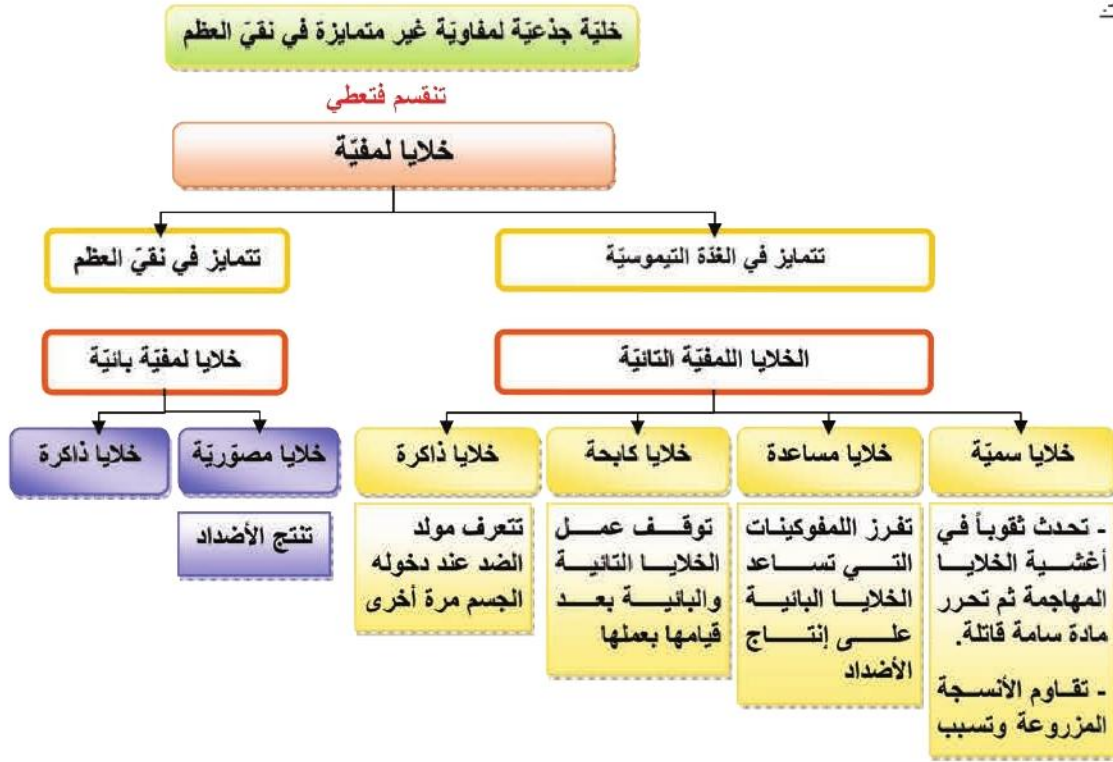 خليّة جذعيّة لمفاويّة غير متمايزة في نقيّ العظم
تنقسم فتعطي
خلايا لمفيّة
تتمايز في الغدّة التيموسيّة
تتمايز في نقيّ العظم
الخلايا اللمفيّة التائيّة
خلايا لمفيّة بائيّة
خلايا سميّة
خلايا مساعدة
خلايا كابحة
خلايا ذاكرة
خلايا مصوّريّة
خلايا ذاكرة
- تحدث ثقوباً في
أغشية الخلايا
المهاجمة ثم تحرر
مادة سامة قاتلة.
- تقاوم الأنسجة
المزروعة وتسبب
تفرز اللمفوكينات
التي تساعد
الخلايا البائية
على إنتاج
الأضداد
توقف عمل
الخلايا التائية
والبائية بعد
قيامها بعملها
تتعرف مولد
الضد عند دخوله
الجسم مرة أخرى
تنتج الأضداد